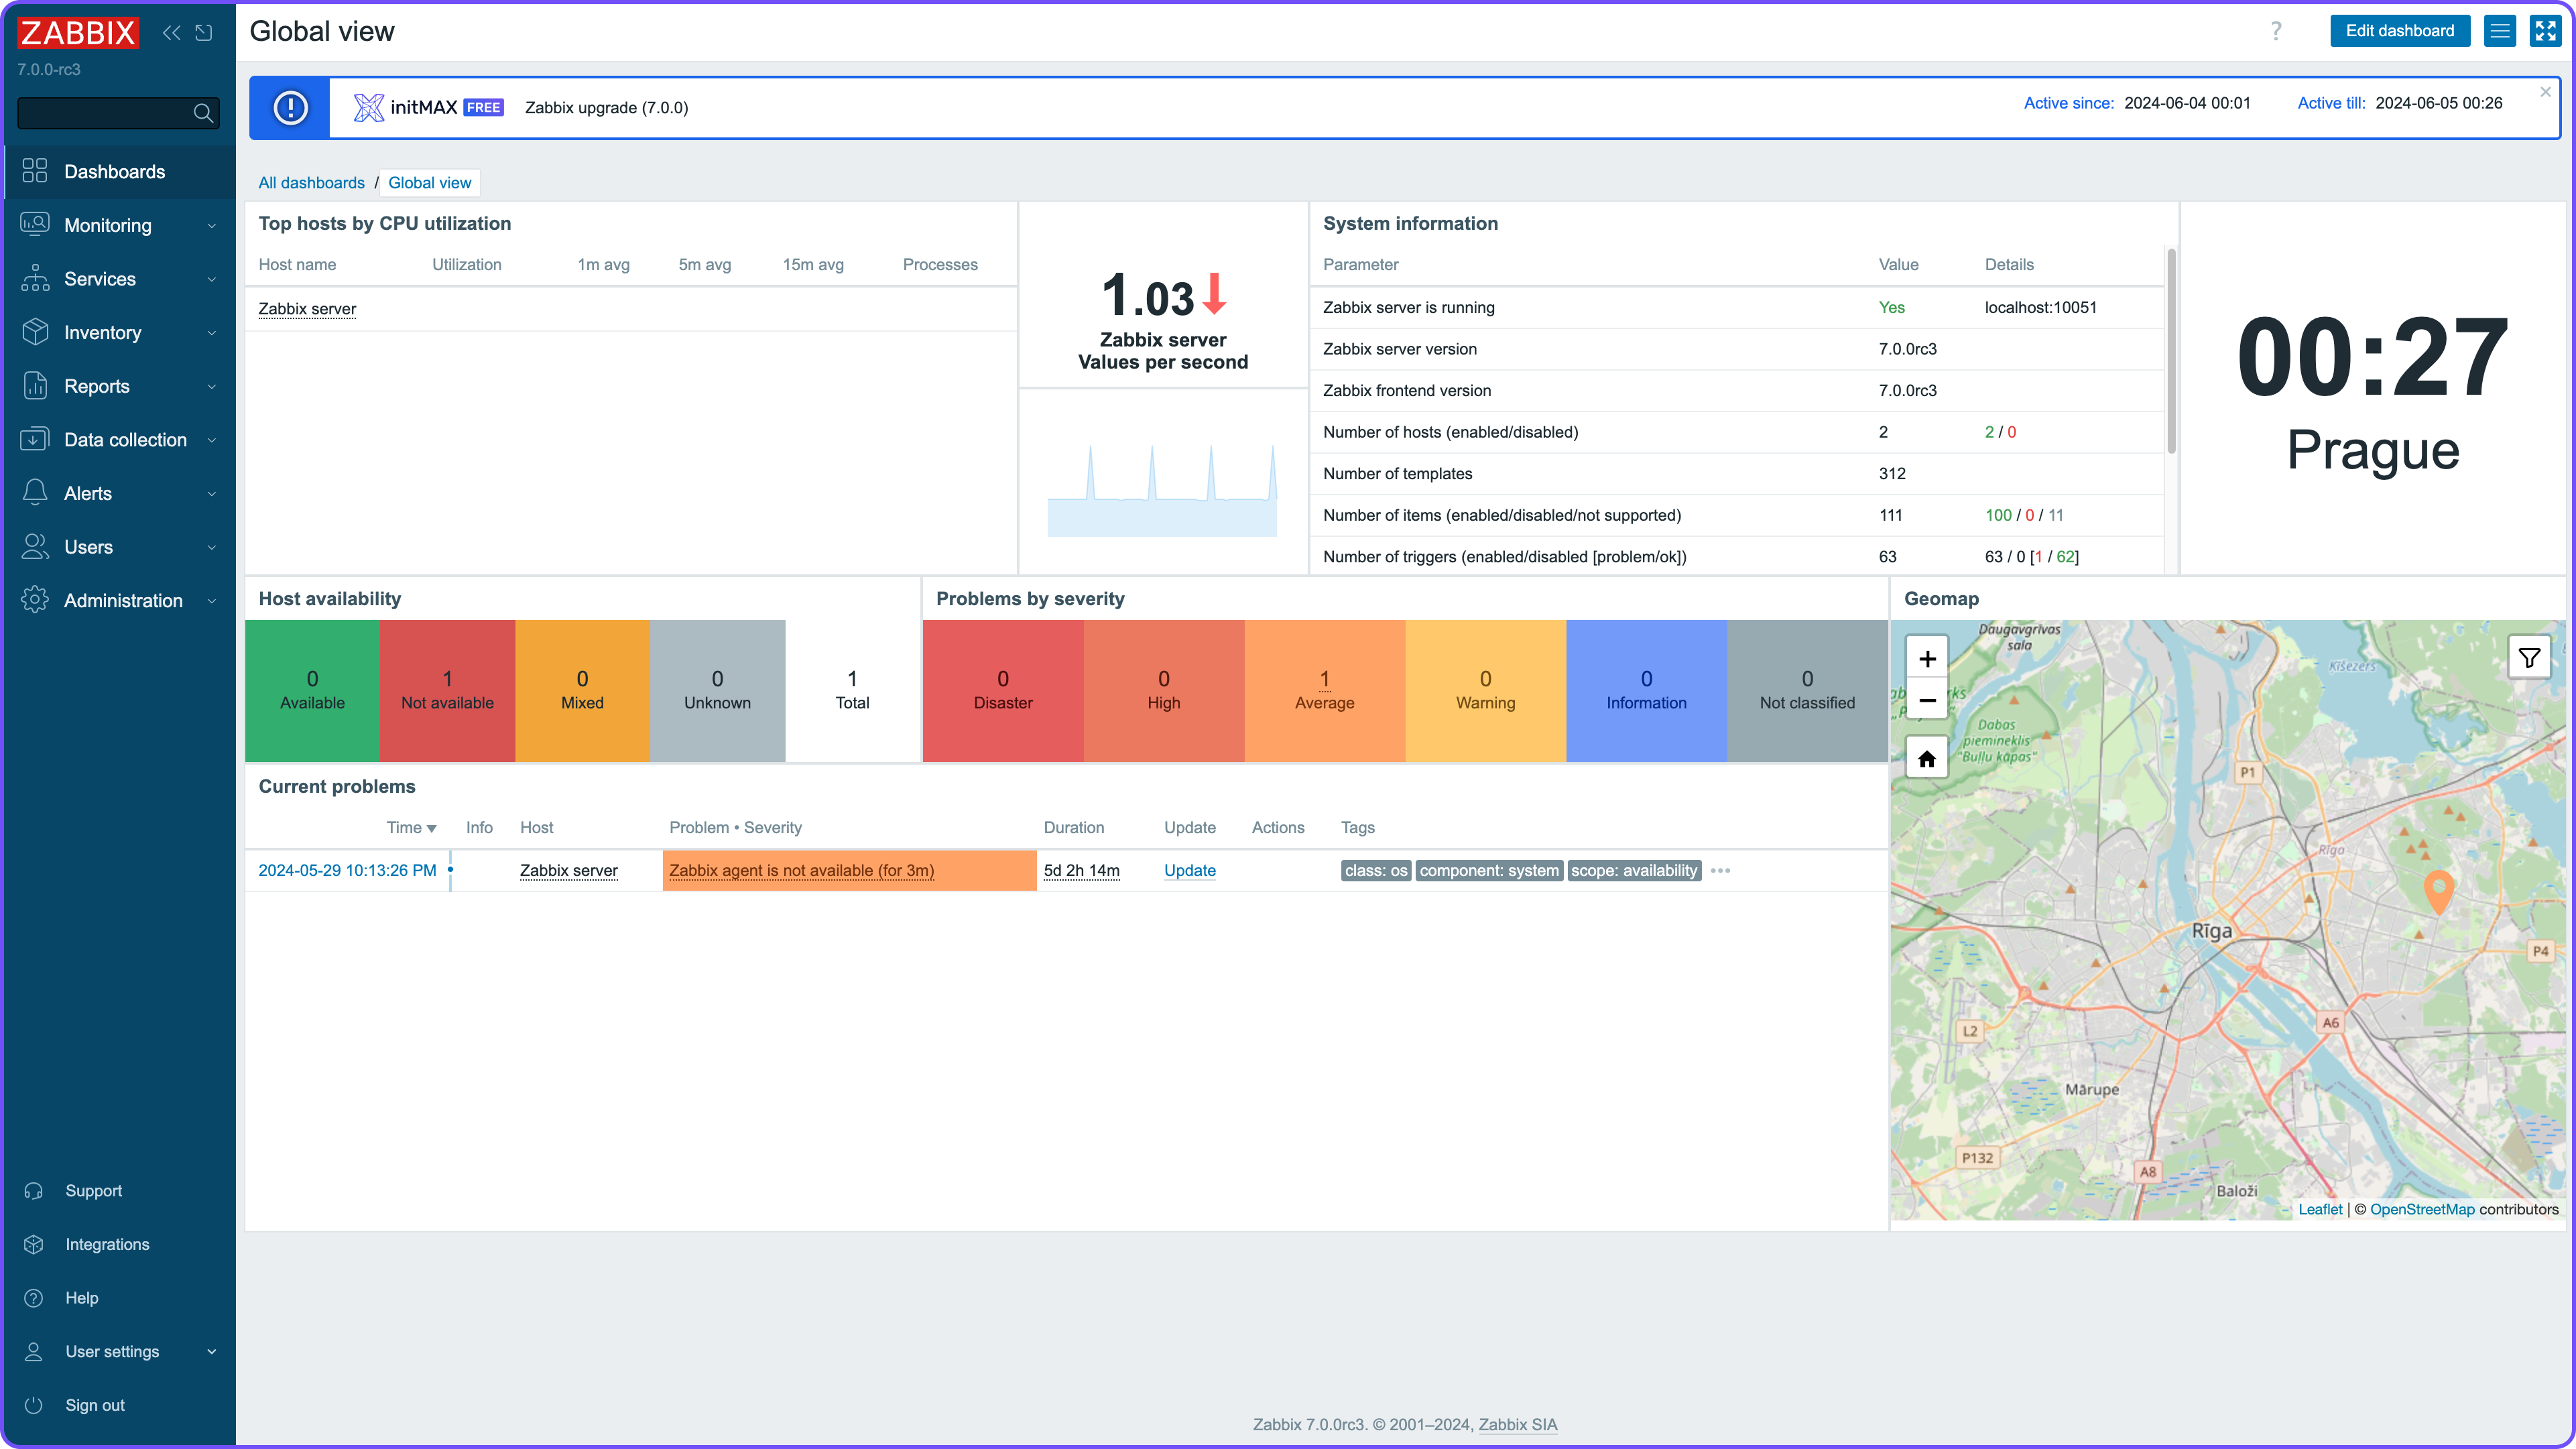 ZABBIX
7.0.0-rc3
Dashboards
Monitoring
Services
Inventory
Reports
Data collection
Alerts
Users
Administration
Support
Integrations
Help
User settings
Sign out
Global view
?
Edit dashboard
initMAX FREE Zabbix upgrade (7.0.0)
Active since: 2024-06-04 00:01 Active till: 2024-06-05 00:26
All dashboards / Global view
Top hosts by CPU utilization
Host name Utilization 1m avg 5m avg 15m avg Processes
Zabbix server
1.03
Zabbix server
Values per second
System information
Parameter Value Details
Zabbix server is running Yes localhost:10051
Zabbix server version 7.0.0rc3
Zabbix frontend version 7.0.0rc3
Number of hosts (enabled/disabled) 2 2 / 0
Number of templates 312
Number of items (enabled/disabled/not supported) 111 100 / 0 / 11
Number of triggers (enabled/disabled [problem/ok]) 63 63 / 0 [1 / 62]
00:27
Prague
Host availability
0 Available
1 Not available
0 Mixed
0 Unknown
1 Total
Problems by severity
0 Disaster
0 High
1 Average
0 Warning
0 Information
0 Not classified
Geomap
+
−
Daugavgrīvas
sala
Ķīšezers
Dabas
piemineklis
"Buļļu kāpas"
P1
Rīga
Rīga
P4
L2
A6
Mārupe
P132
A8
Baloži
Leaflet | © OpenStreetMap contributors
Current problems
Time Info Host Problem • Severity Duration Update Actions Tags
2024-05-29 10:13:26 PM Zabbix server Zabbix agent is not available (for 3m) 5d 2h 14m Update class: os component: system scope: availability •••
Zabbix 7.0.0rc3. © 2001–2024, Zabbix SIA